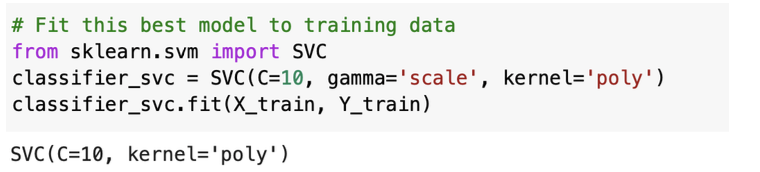 # Fit this best model to training data
from sklearn.svm import SVC
classifier_svc = SVC(C=10, gamma='scale', kernel='poly')
classifier_svc.fit(X_train, Y_train)
SVC(C=10, kernel='poly')